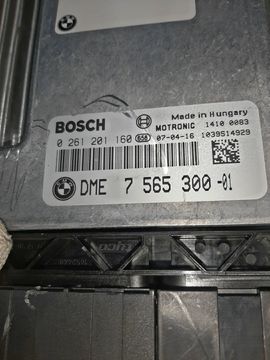 Made in Hungary
BOSCH MOTRONIC 1410 0083
0 261 201 160 658 07-04-16 1039S14929
DME 7 565 300 -01